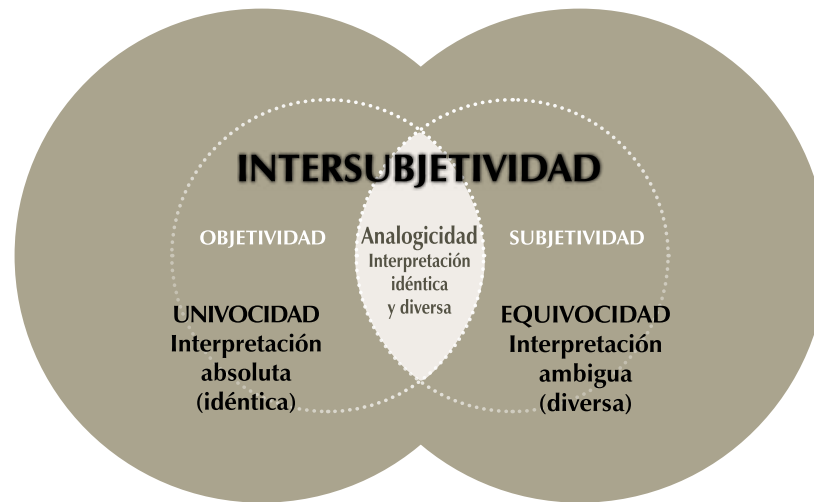 INTERSUBJETIVIDAD
OBJETIVIDAD
Analogicidad
Interpretación
idéntica
y diversa
SUBJETIVIDAD
UNIVOCIDAD
Interpretación
absoluta
(idéntica)
EQUIVOCIDAD
Interpretación
ambigua
(diversa)